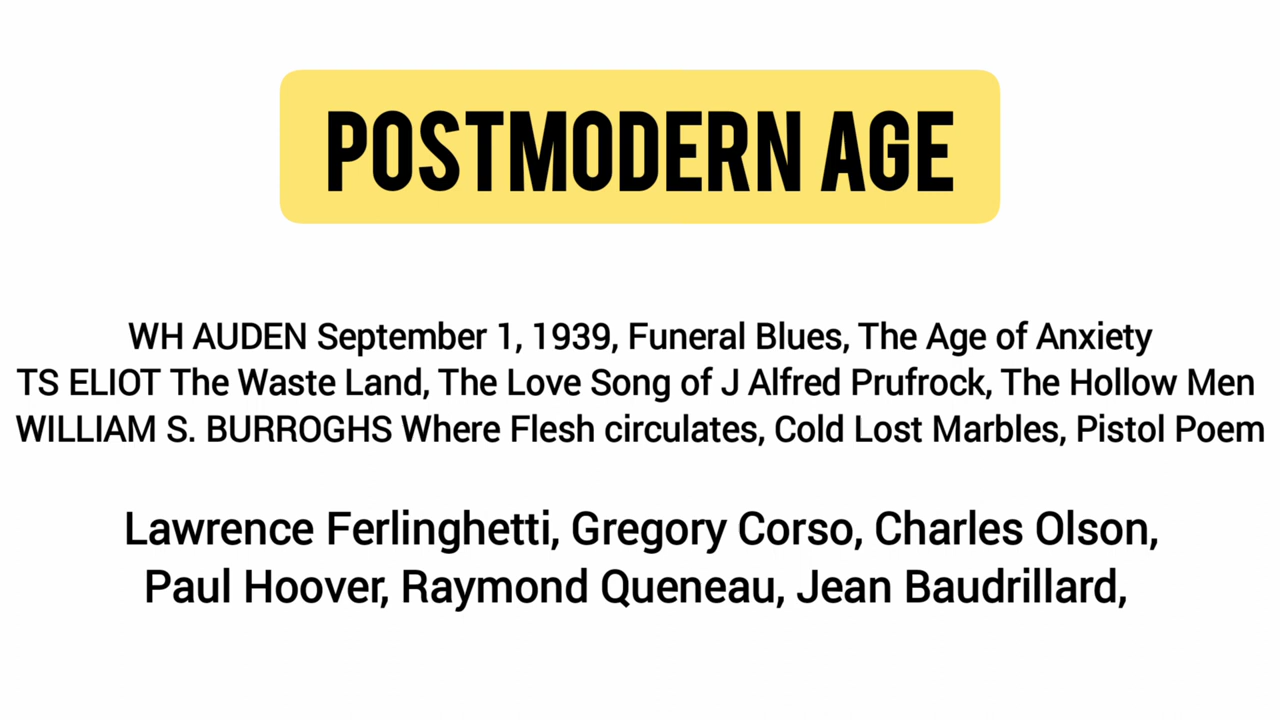 POSTMODERN AGE
WH AUDEN September 1, 1939, Funeral Blues, The Age of Anxiety
TS ELIOT The Waste Land, The Love Song of J Alfred Prufrock, The Hollow Men
WILLIAM S. BURROGHS Where Flesh circulates, Cold Lost Marbles, Pistol Poem
Lawrence Ferlinghetti, Gregory Corso, Charles Olson,
Paul Hoover, Raymond Queneau, Jean Baudrillard,